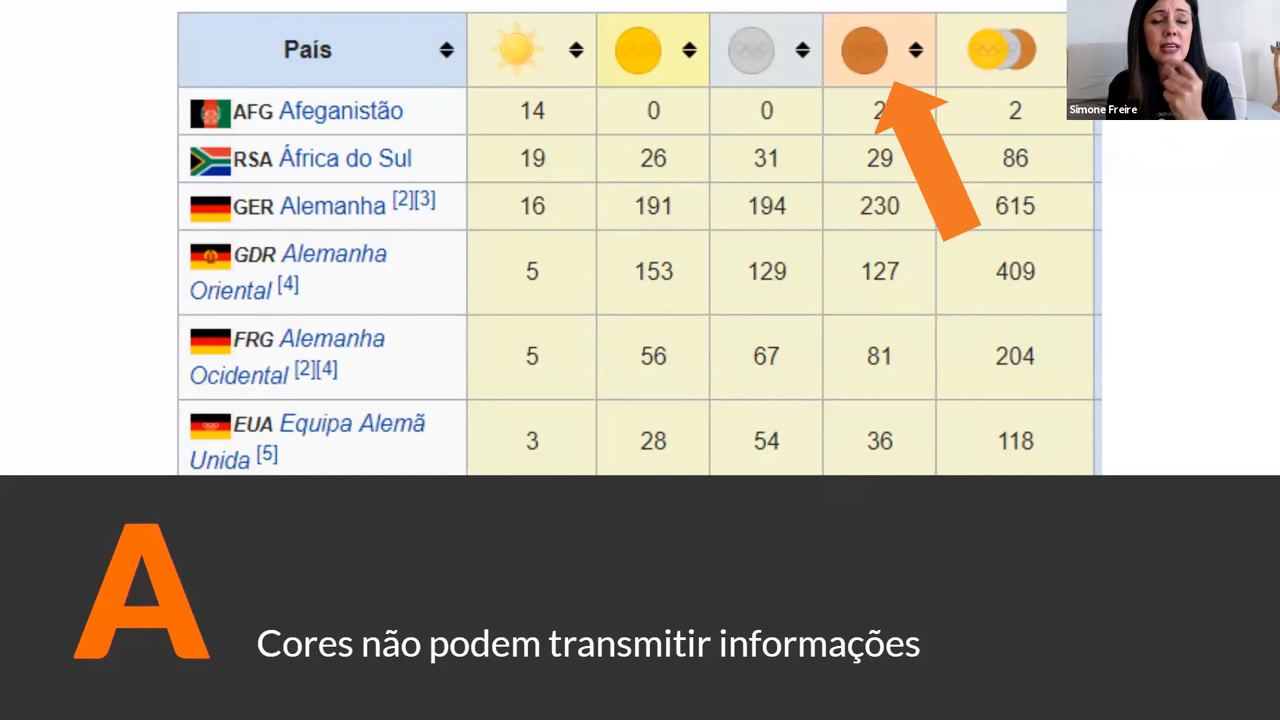 País
AFG Afeganistão 14 0 0 2 2
RSA África do Sul 19 26 31 29 86
GER Alemanha [2][3] 16 191 194 230 615
GDR Alemanha
Oriental [4] 5 153 129 127 409
FRG Alemanha
Ocidental [2][4] 5 56 67 81 204
EUA Equipa Alemã
Unida [5] 3 28 54 36 118
Simone Freire
A
Cores não podem transmitir informações